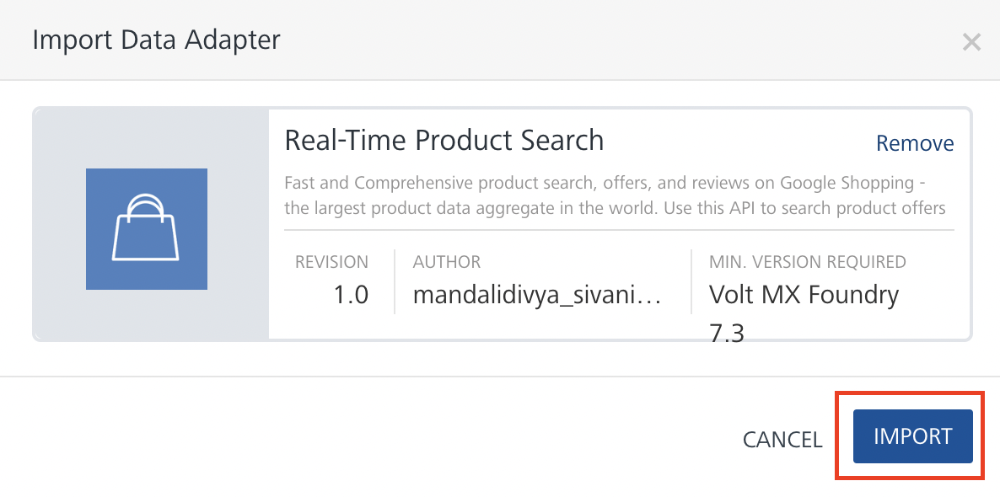 Import Data Adapter
Real-Time Product Search
Remove
Fast and Comprehensive product search, offers, and reviews on Google Shopping -
the largest product data aggregate in the world. Use this API to search product offers
REVISION
1.0
AUTHOR
mandalidivya_sivani...
MIN. VERSION REQUIRED
Volt MX Foundry
7.3
CANCEL
IMPORT